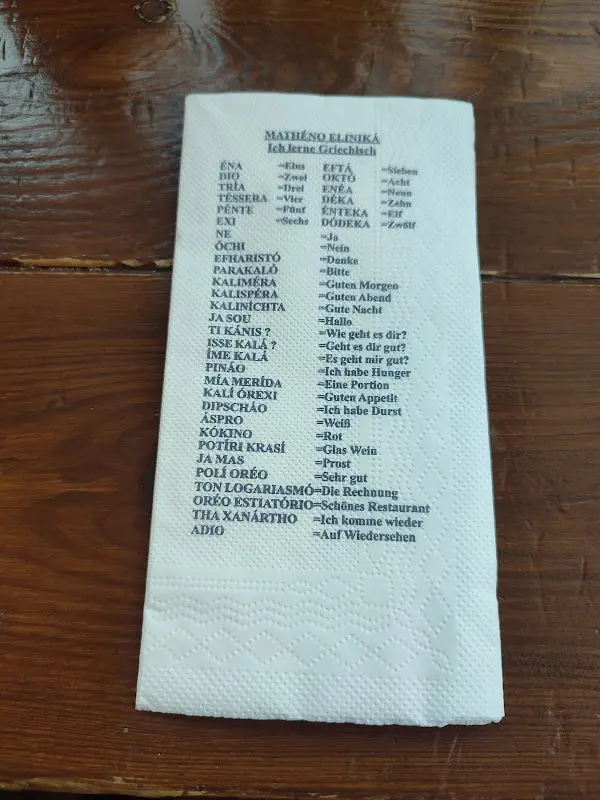 MATHÉNO ELINIKÁ
Ich lerne Griechisch
ÉNA =Eins EFTÁ =Sieben
DIO =Zwei OKTÓ =Acht
TRÍA =Drei ENÉA =Neun
TÉSSERA =Vier DÉKA =Zehn
PÉNTE =Fünf ÉNTEKA =Elf
EXI =Sechs DÓDEKA =Zwölf
NE =Ja
ÓCHI =Nein
EFHARISTÓ =Danke
PARAKALÓ =Bitte
KALIMÉRA =Guten Morgen
KALISPÉRA =Guten Abend
KALINÍCHTA =Gute Nacht
JA SOU =Hallo
TI KÁNIS ? =Wie geht es dir?
ISSE KALÁ ? =Geht es dir gut?
ÍME KALÁ =Es geht mir gut?
PINÁO =Ich habe Hunger
MÍA MERÍDA =Eine Portion
KALÍ ÓREXI =Guten Appetit
DIPSCHÁO =Ich habe Durst
ÁSPRO =Weiß
KÓKINO =Rot
POTÍRI KRASÍ =Glas Wein
JA MAS =Prost
POLÍ ORÉO =Sehr gut
TON LOGARIASMÓ=Die Rechnung
ORÉO ESTIATÓRIO=Schönes Restaurant
THA XANÁRTHO =Ich komme wieder
ADIO =Auf Wiedersehen